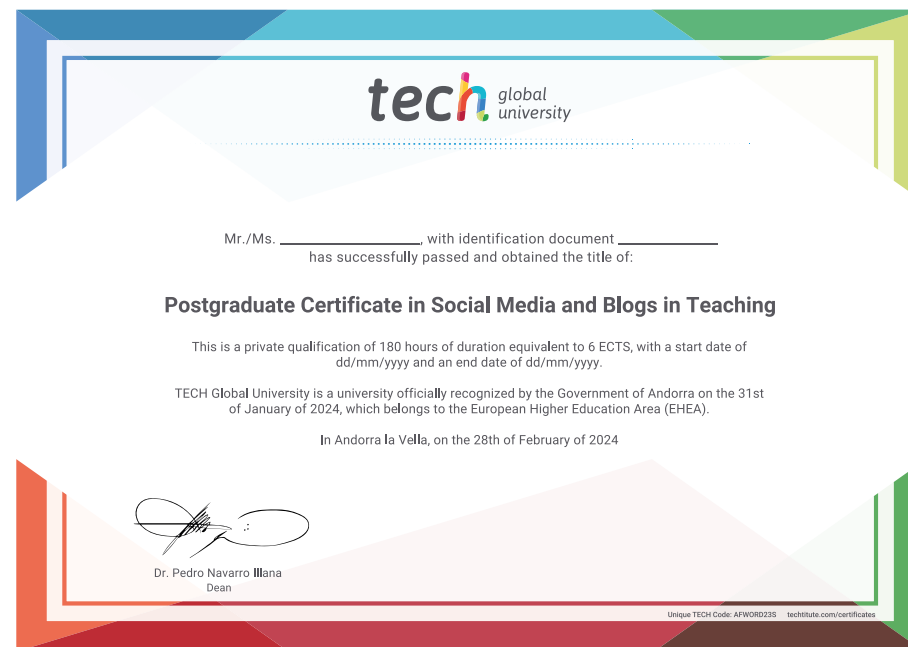 tech global university
Mr./Ms. ____________________, with identification document ______________
has successfully passed and obtained the title of:
Postgraduate Certificate in Social Media and Blogs in Teaching
This is a private qualification of 180 hours of duration equivalent to 6 ECTS, with a start date of
dd/mm/yyyy and an end date of dd/mm/yyyy.
TECH Global University is a university officially recognized by the Government of Andorra on the 31st
of January of 2024, which belongs to the European Higher Education Area (EHEA).
In Andorra la Vella, on the 28th of February of 2024
Dr. Pedro Navarro Illana
Dean
Unique TECH Code: AFWORD23S techtitute.com/certificates